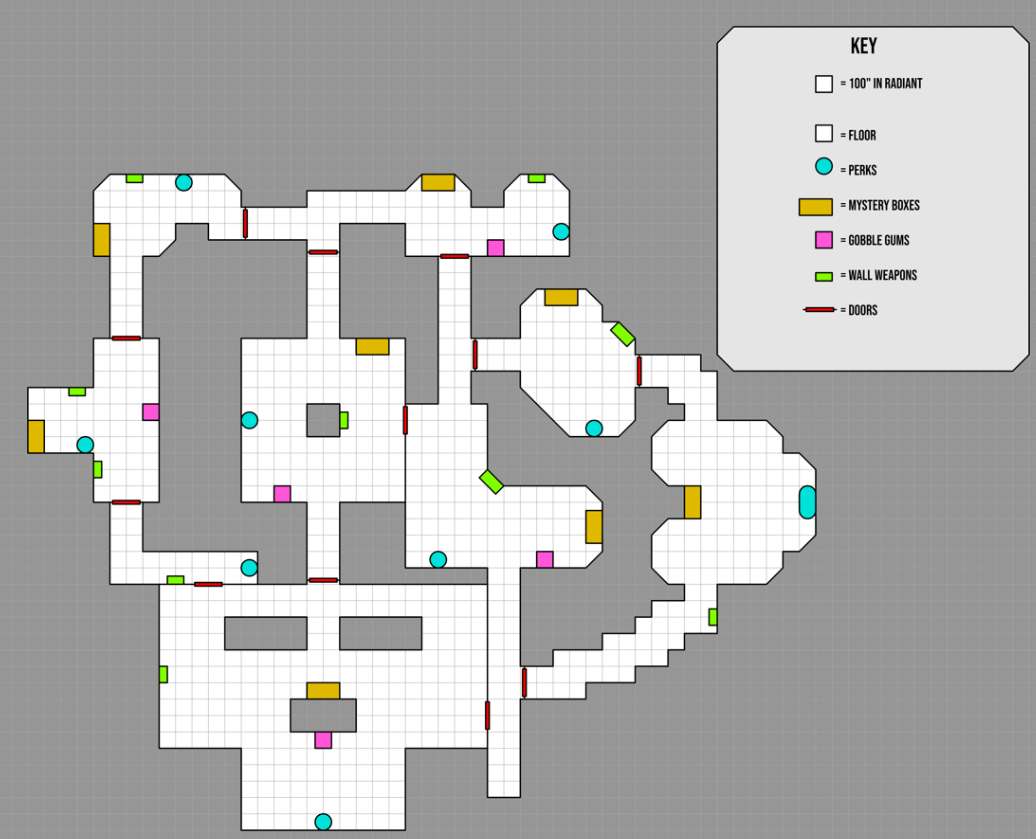 KEY
= 100" IN RADIANT
= FLOOR
= PERKS
= MYSTERY BOXES
= GOBBLE GUMS
= WALL WEAPONS
= DOORS